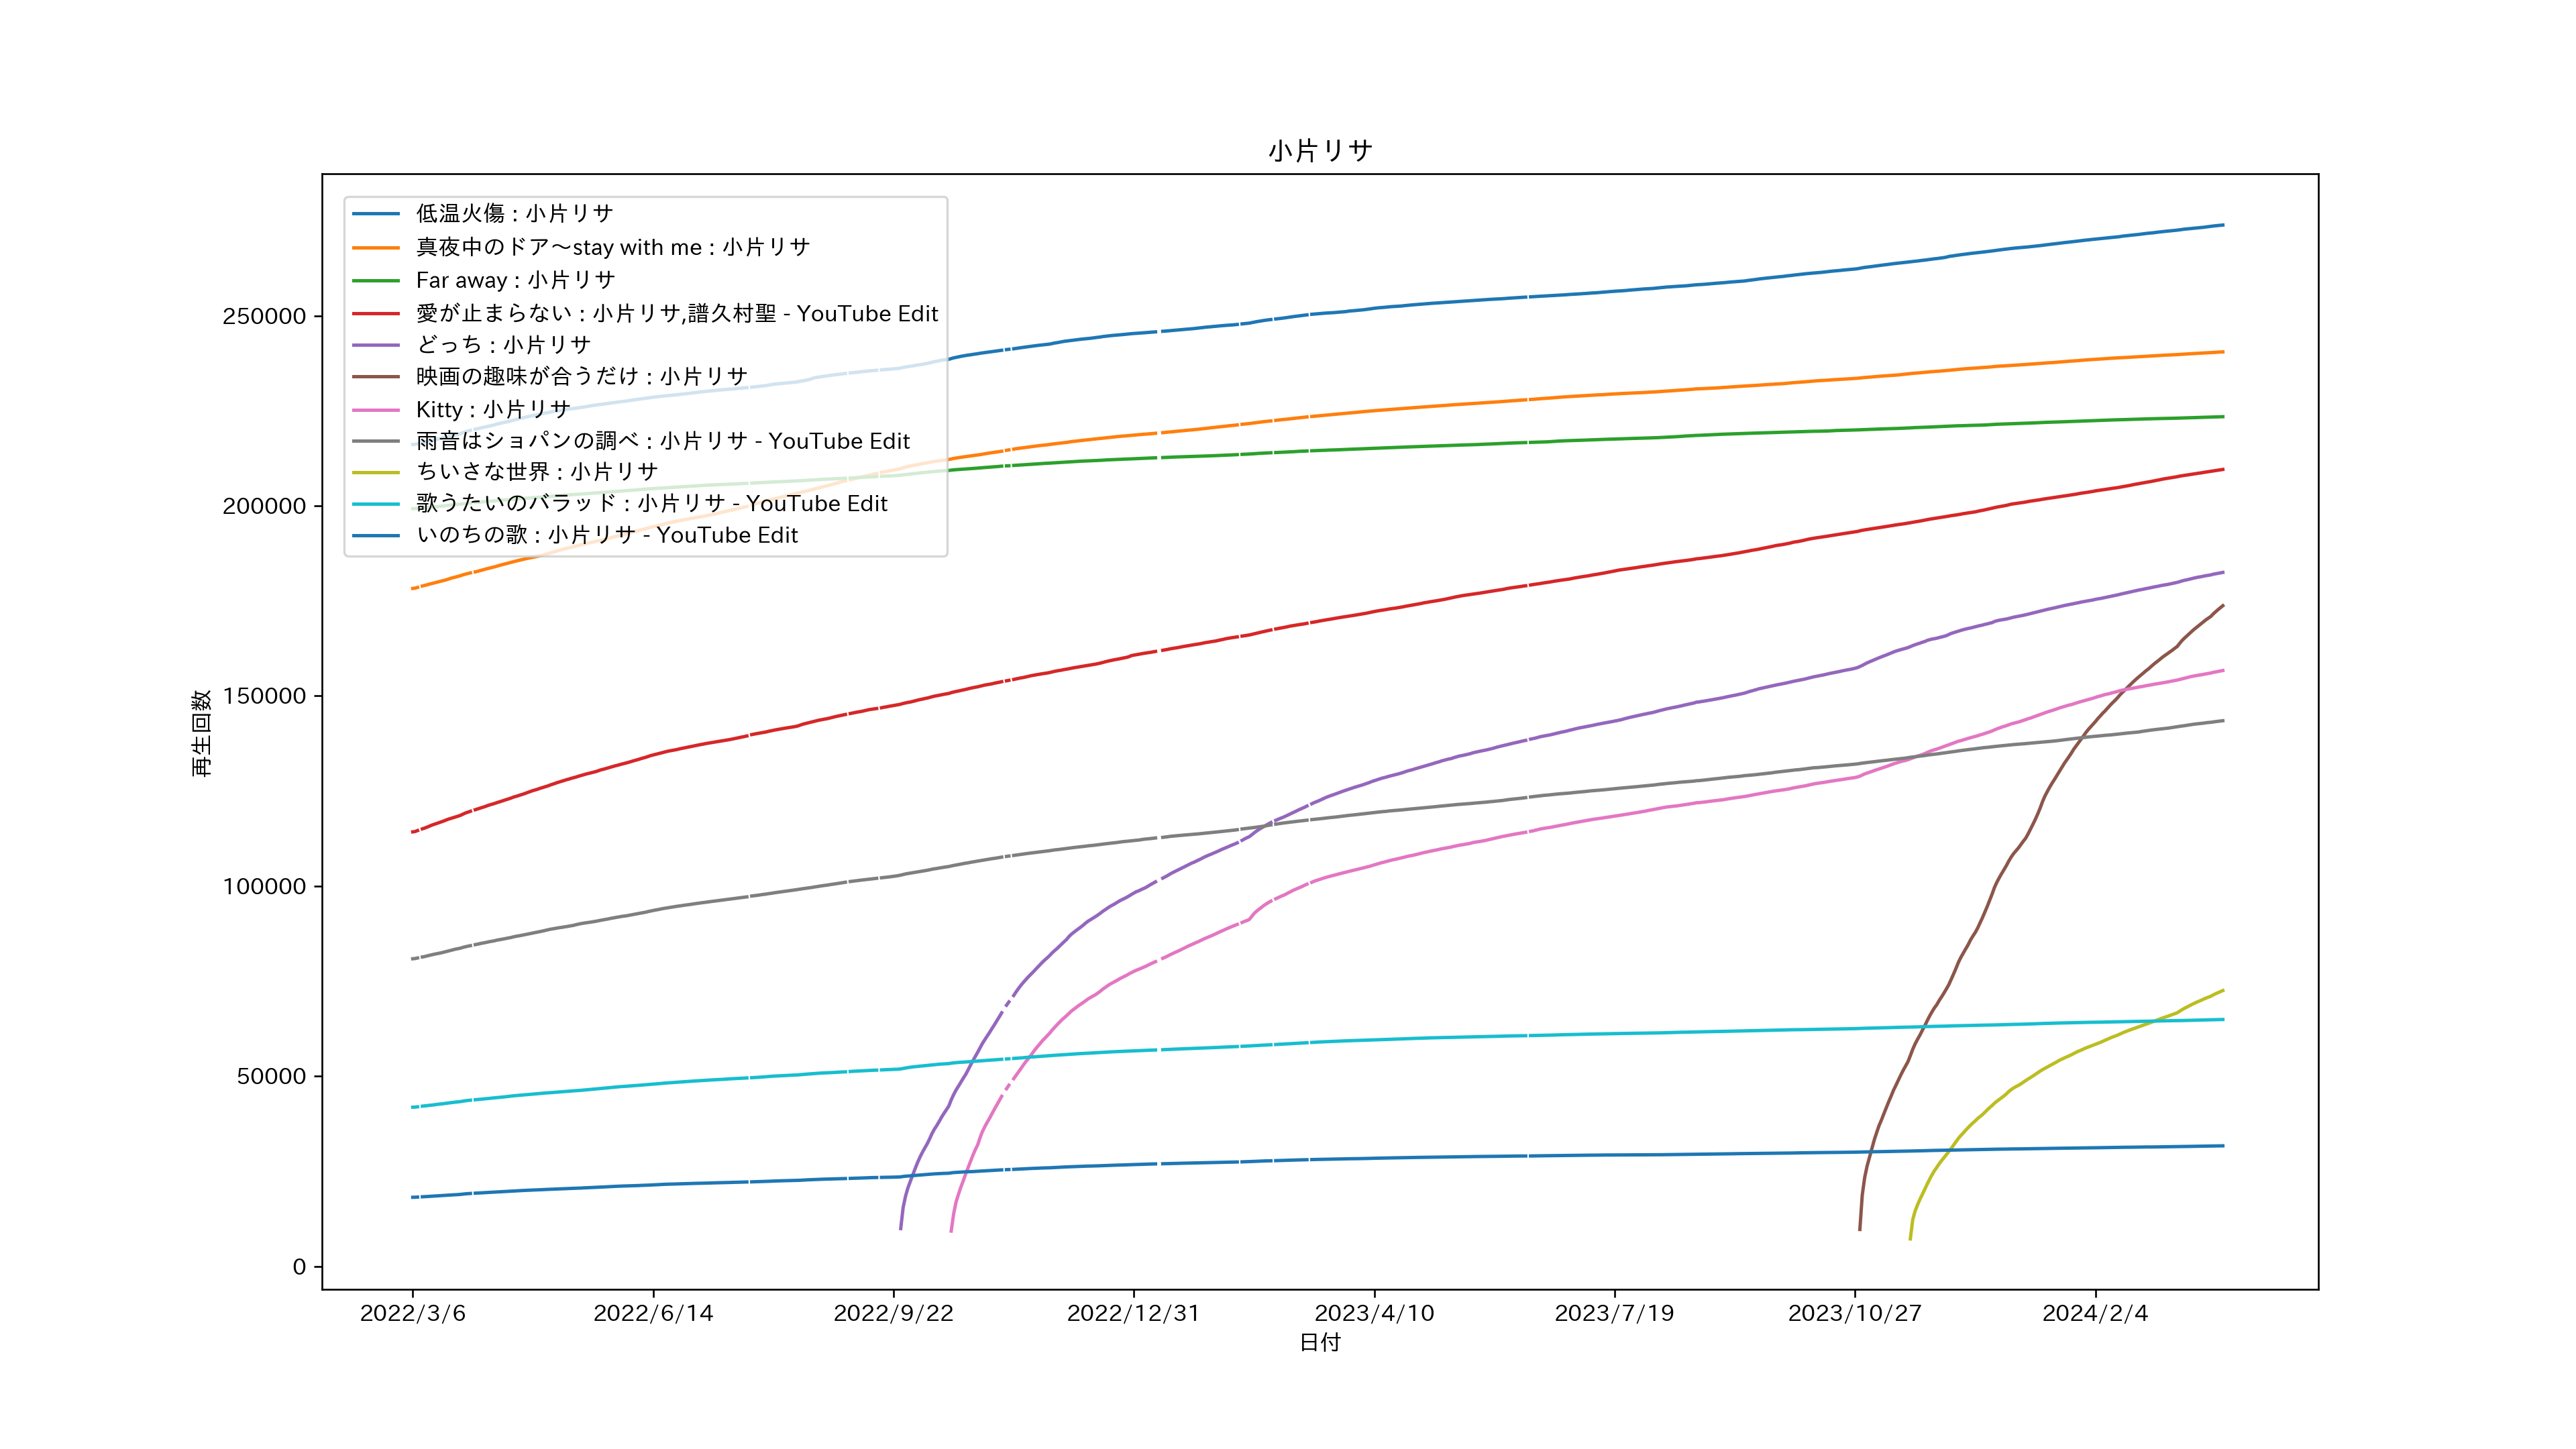 小片リサ
低温火傷 : 小片リサ
真夜中のドア〜stay with me : 小片リサ
Far away : 小片リサ
愛が止まらない : 小片リサ,譜久村聖 - YouTube Edit
どっち : 小片リサ
映画の趣味が合うだけ : 小片リサ
Kitty : 小片リサ
雨音はショパンの調べ : 小片リサ - YouTube Edit
ちいさな世界 : 小片リサ
歌うたいのバラッド : 小片リサ - YouTube Edit
いのちの歌 : 小片リサ - YouTube Edit
再生回数
250000
200000
150000
100000
50000
0
2022/3/6 2022/6/14 2022/9/22 2022/12/31 2023/4/10 2023/7/19 2023/10/27 2024/2/4
日付